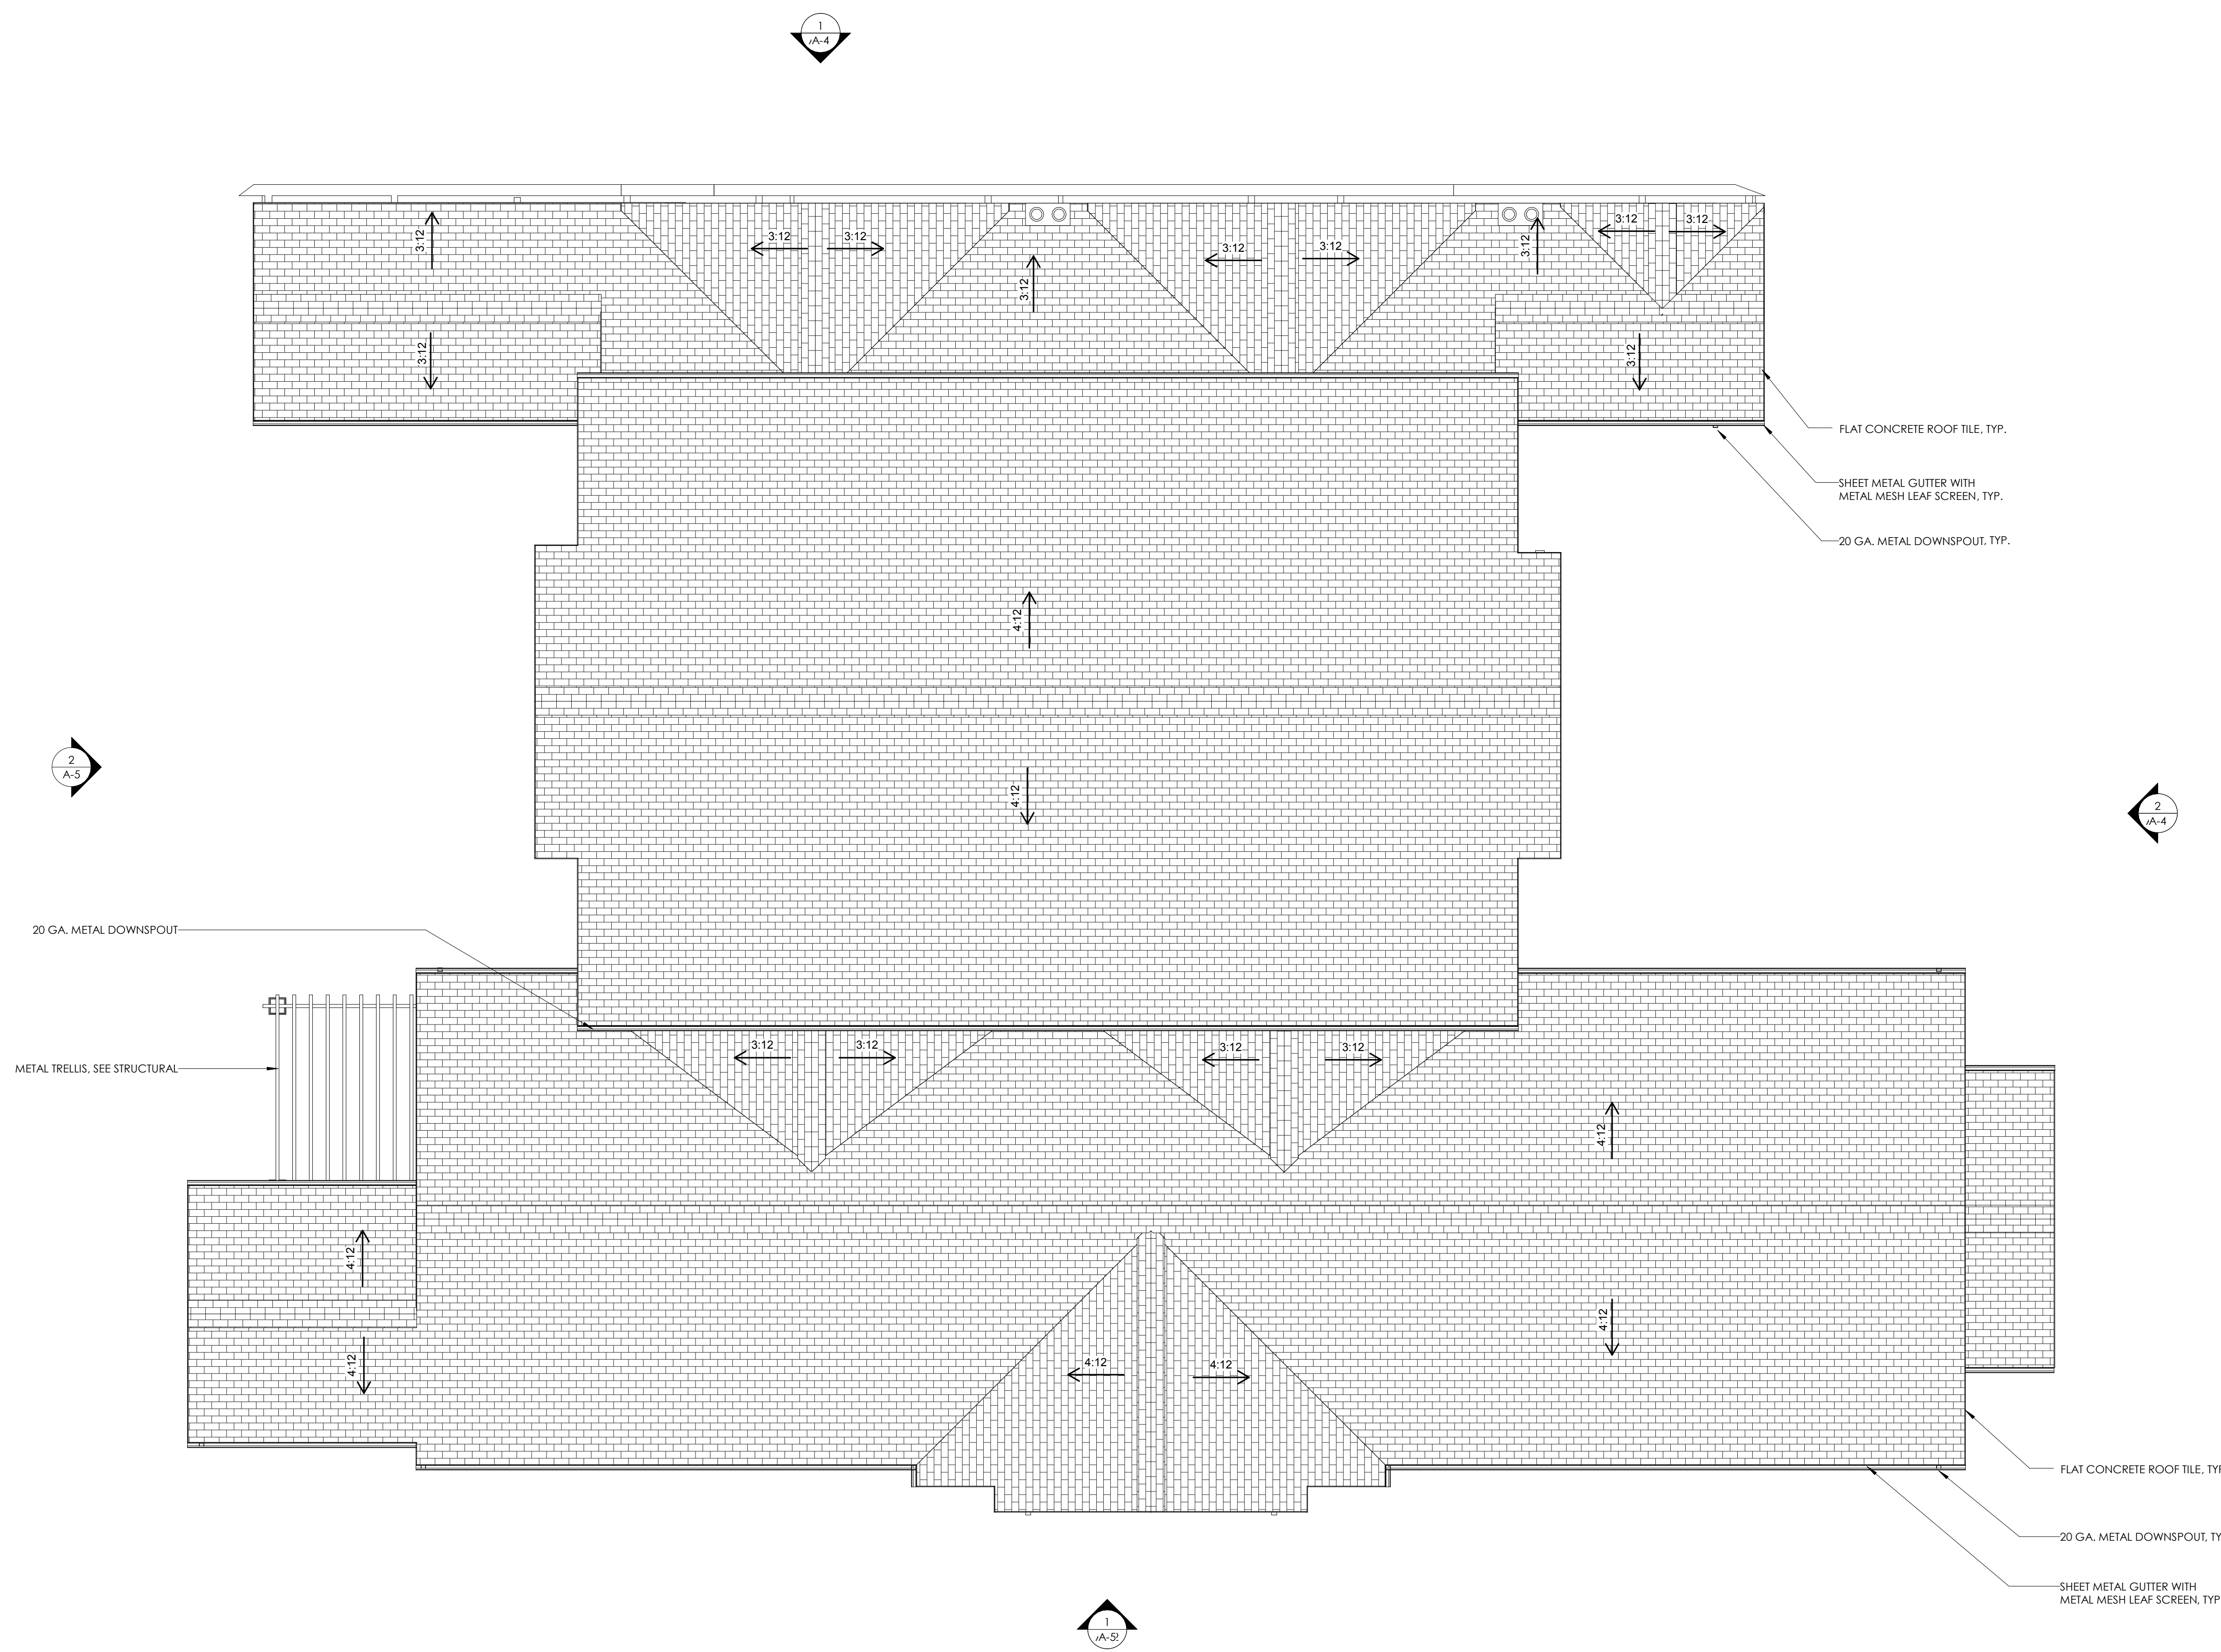 1
A-4
3:12
3:12
3:12
3:12
3:12
3:12
3:12
3:12
3:12
3:12
3:12
FLAT CONCRETE ROOF TILE, TYP.
SHEET METAL GUTTER WITH
METAL MESH LEAF SCREEN, TYP.
20 GA. METAL DOWNSPOUT, TYP.
4:12
4:12
2
A-5
2
A-4
20 GA. METAL DOWNSPOUT
3:12
3:12
3:12
3:12
METAL TRELLIS, SEE STRUCTURAL
4:12
4:12
4:12
4:12
4:12
4:12
FLAT CONCRETE ROOF TILE, TYP
20 GA. METAL DOWNSPOUT, TY
SHEET METAL GUTTER WITH
METAL MESH LEAF SCREEN, TYP
1